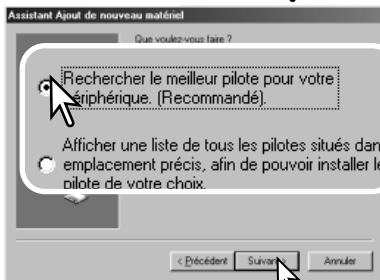 Assistant Ajout de nouveau matériel
Que voulez-vous faire ?
Rechercher le meilleur pilote pour votre
périphérique. (Recommandé).
Afficher une liste de tous les pilotes situés dan
emplacement précis, afin de pouvoir installer le
pilote de votre choix.
< Précédent Suivant > Annuler